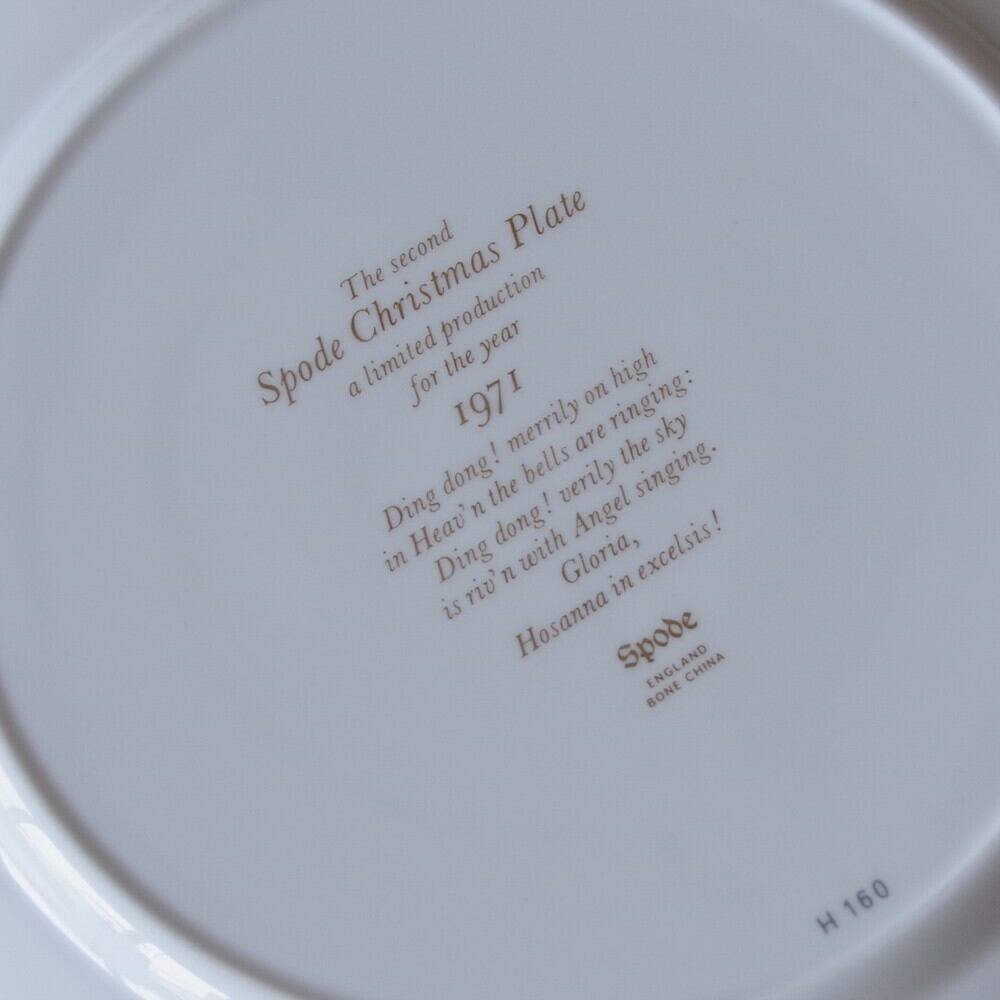 The second
Spode Christmas Plate
a limited production
for the year
1971
Ding dong! merrily on high
in Heav'n the bells are ringing:
Ding dong! verily the sky
is riv'n with Angel singing.
Gloria,
Hosanna in excelsis!
Spode
ENGLAND
BONE CHINA
H 160